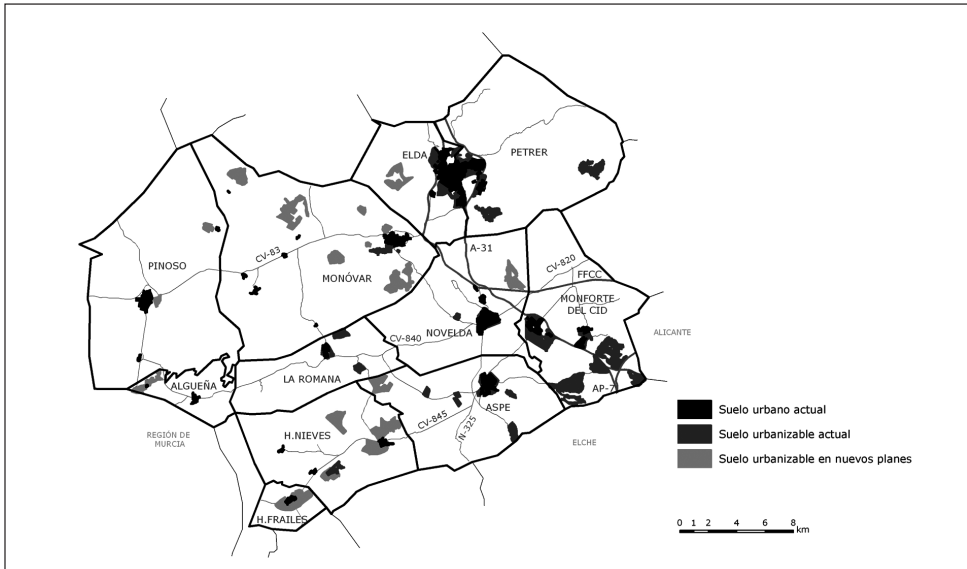 ELDA
PETRER
A-31
CV-820
FFCC
PINOSO
CV-83
MONÓVAR
MONFORTE
DEL CID
NOVELDA
ALICANTE
CV-840
ALGUEÑA
LA ROMANA
AP-7
ASPE
CV-845
N-325
REGIÓN DE
MURCIA
H.NIEVES
ELCHE
H.FRAILES
Suelo urbano actual
Suelo urbanizable actual
Suelo urbanizable en nuevos planes
0 1 2 4 6 8
km